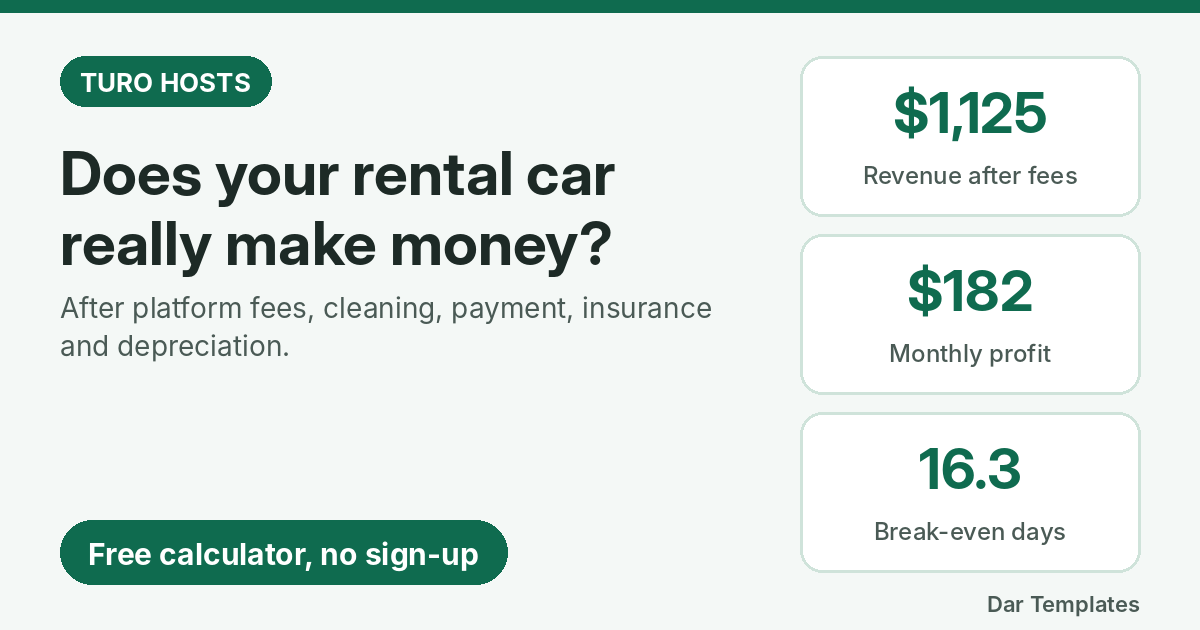 TURO HOSTS
Does your rental car
really make money?
After platform fees, cleaning, payment, insurance
and depreciation.
Free calculator, no sign-up
$1,125
Revenue after fees
$182
Monthly profit
16.3
Break-even days
Dar Templates